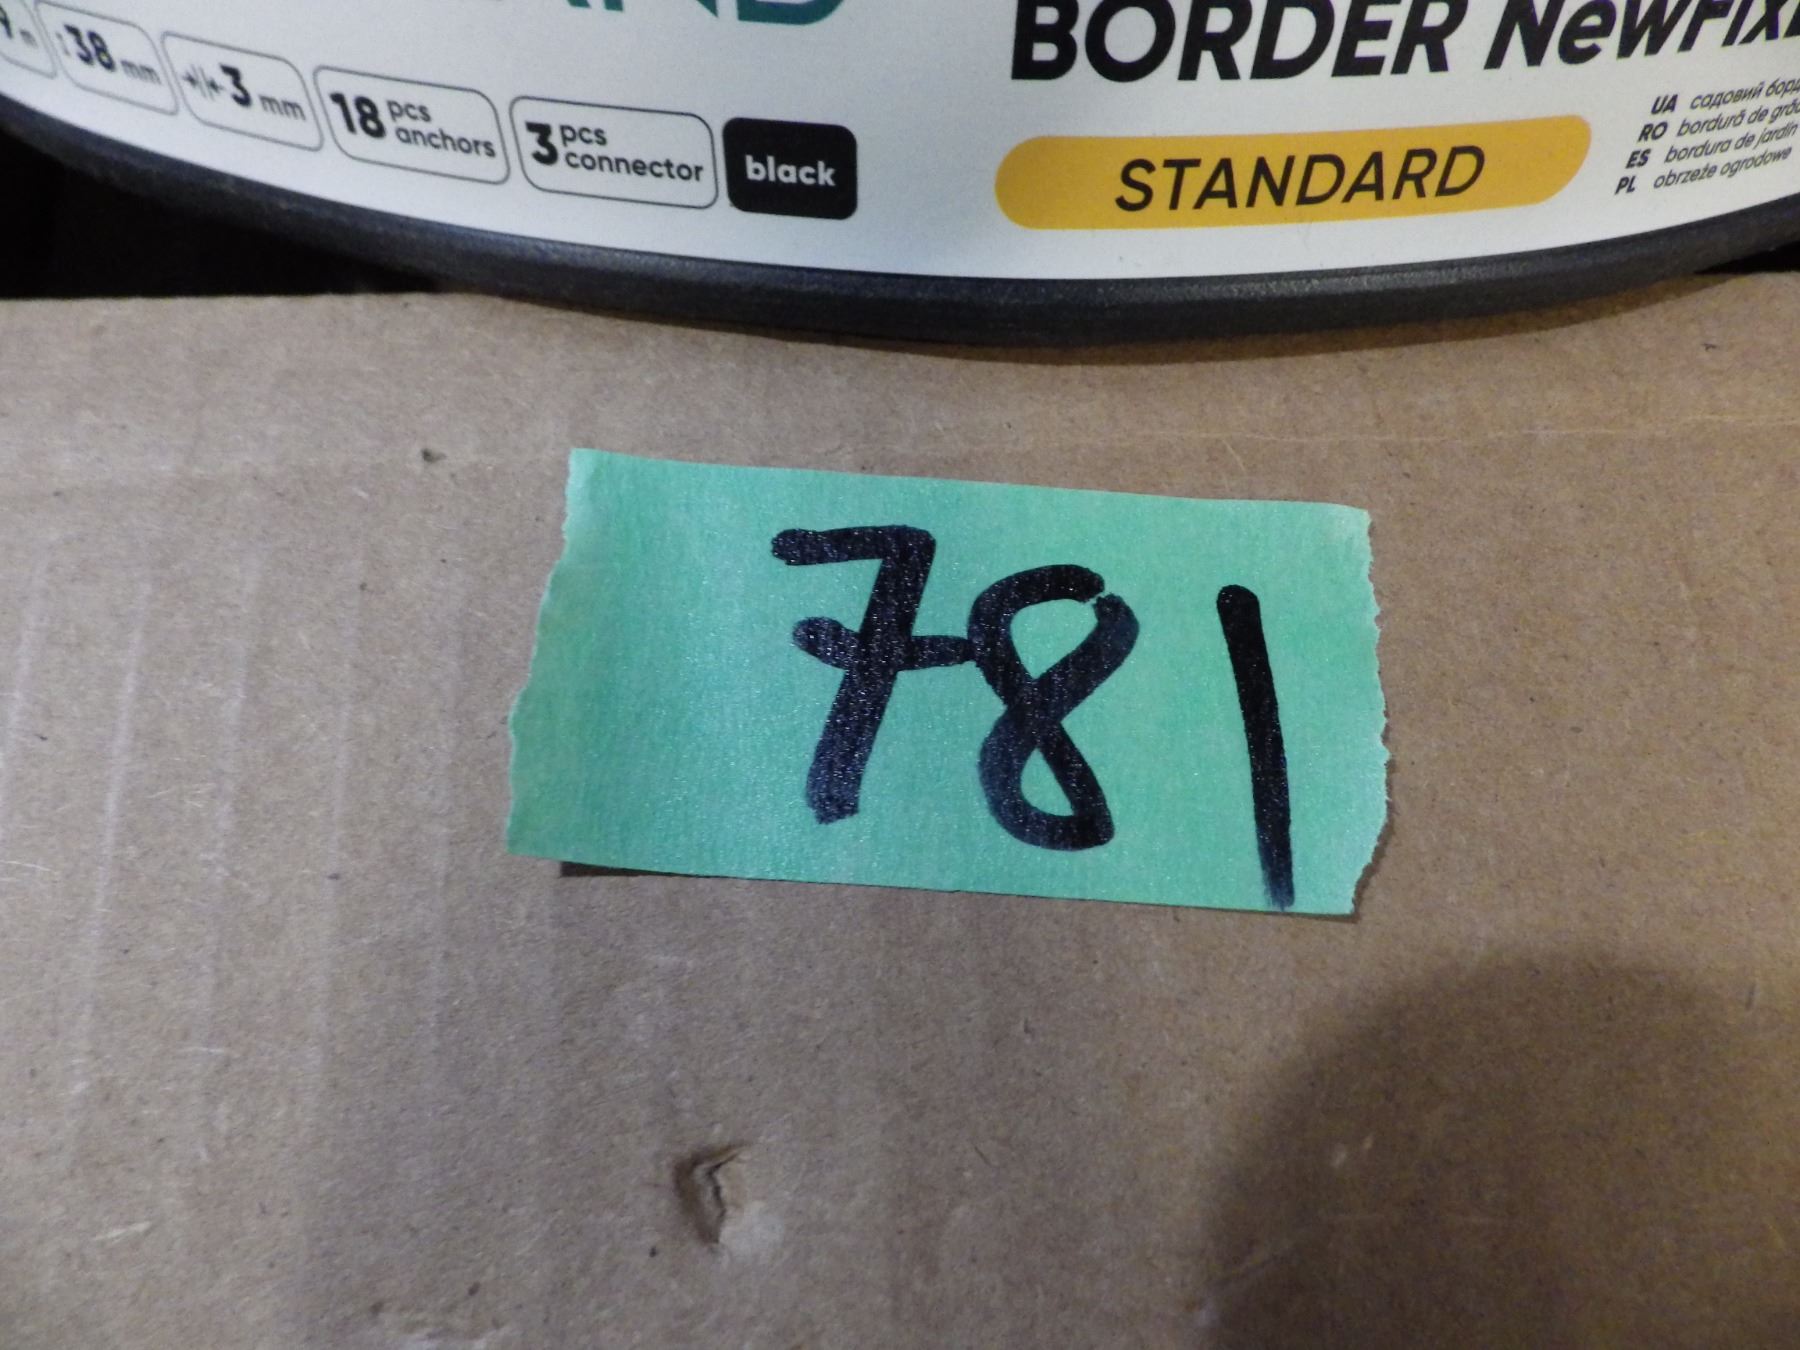 BORDER NeWFix
38 mm
3 mm
18 pcs anchors
3 pcs connector
black
STANDARD
UA садовий борд
RO bordură de gră
ES bordura de jardín
PL obrzeże ogrodowe
781